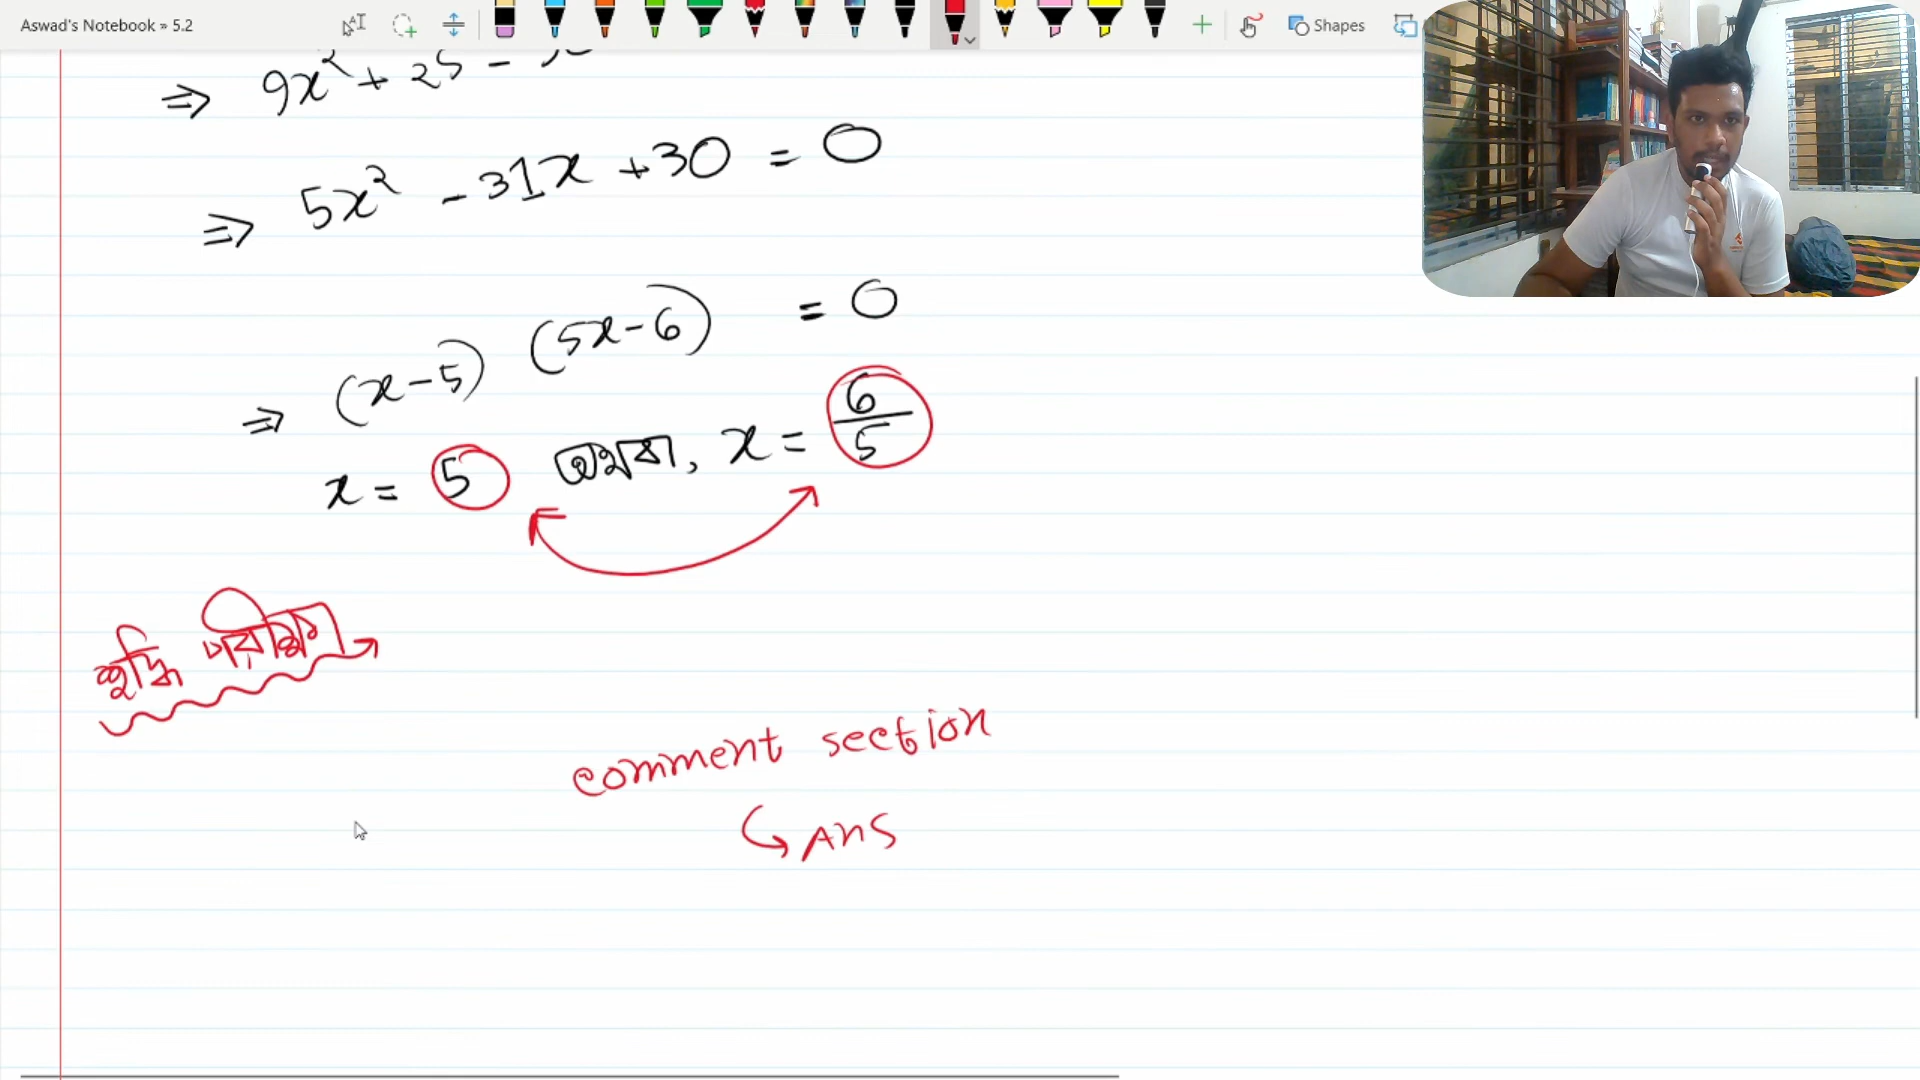 Aswad's Notebook » 5.2
Shapes
⇒ 9x² + 25 -
⇒ 5x² - 31x + 30 = 0
⇒ (x-5) (5x-6) = 0
x = 5 অথবা, x = 6/5
বুদ্ধি
comment section
↳ Ans